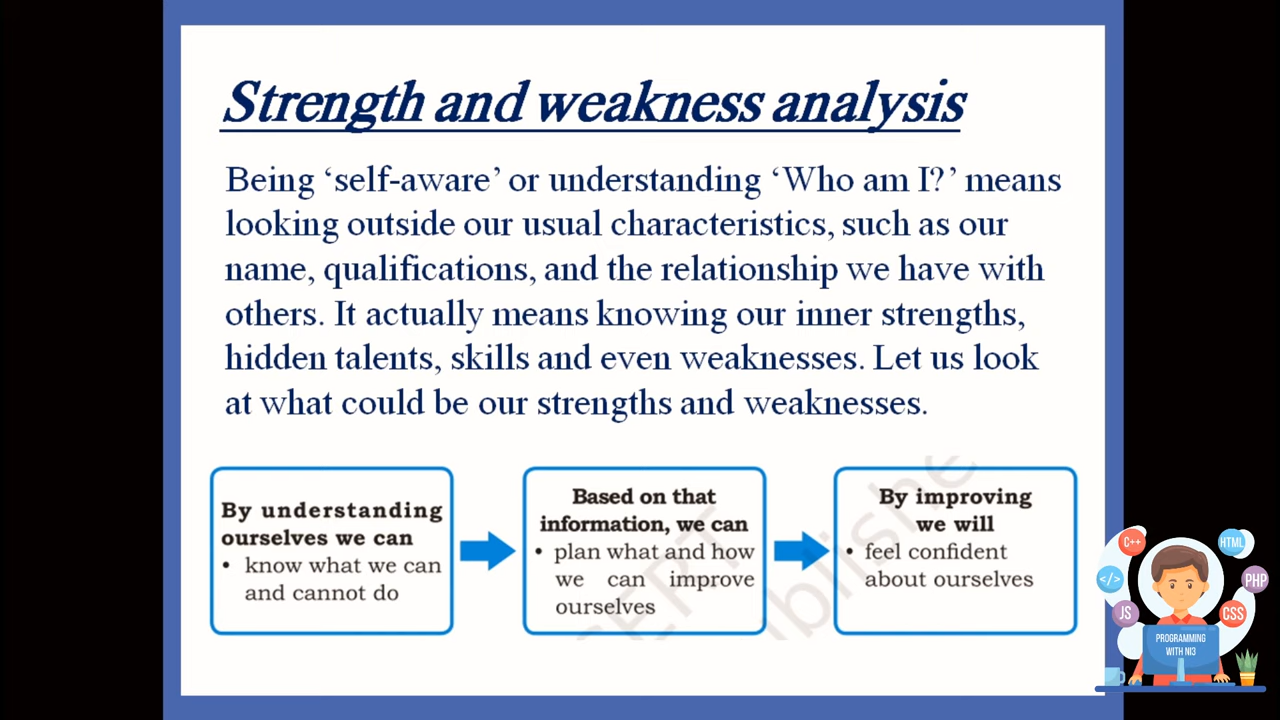 Strength and weakness analysis
Being ‘self-aware’ or understanding ‘Who am I?’ means
looking outside our usual characteristics, such as our
name, qualifications, and the relationship we have with
others. It actually means knowing our inner strengths,
hidden talents, skills and even weaknesses. Let us look
at what could be our strengths and weaknesses.
By understanding
ourselves we can
• know what we can
and cannot do
Based on that
information, we can
• plan what and how
we can improve
ourselves
By improving
we will
• feel confident
about ourselves
C++
HTML
</>
PHP
JS
CSS
PROGRAMMING
WITH NI3